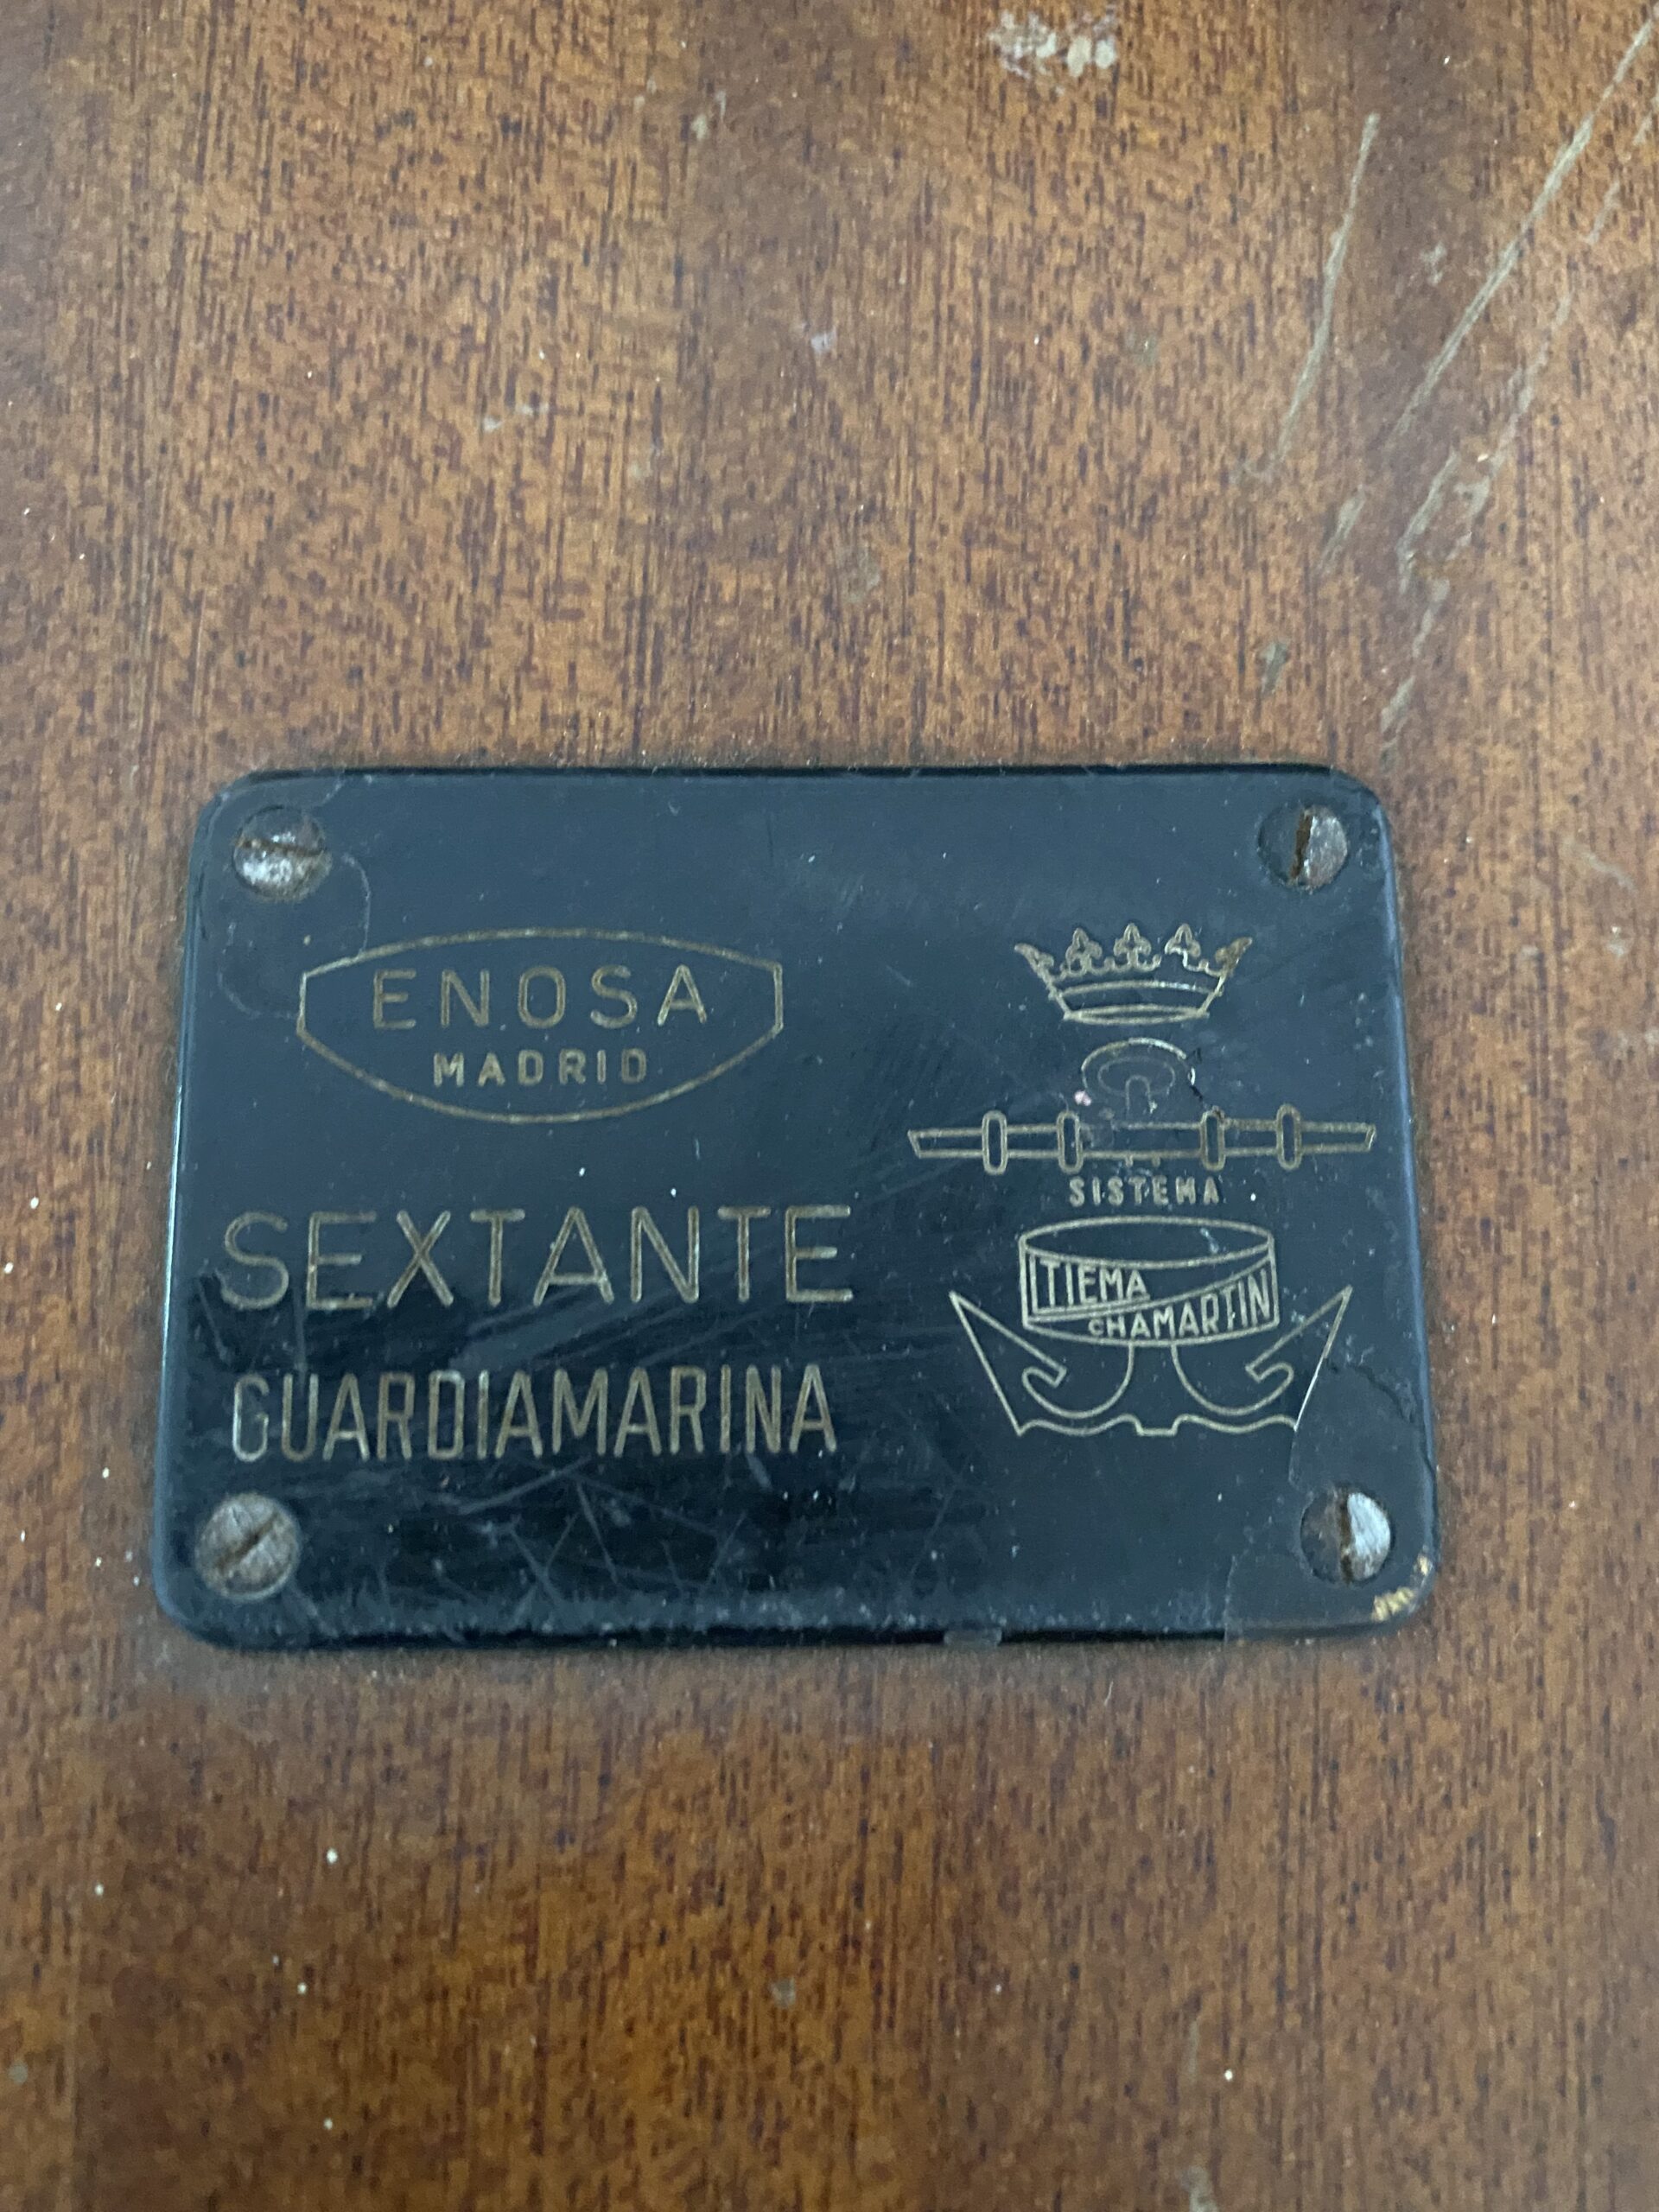 ENOSA
MADRID
SEXTANTE
GUARDIAMARINA
SISTEMA
TIEMA
CHAMARTIN